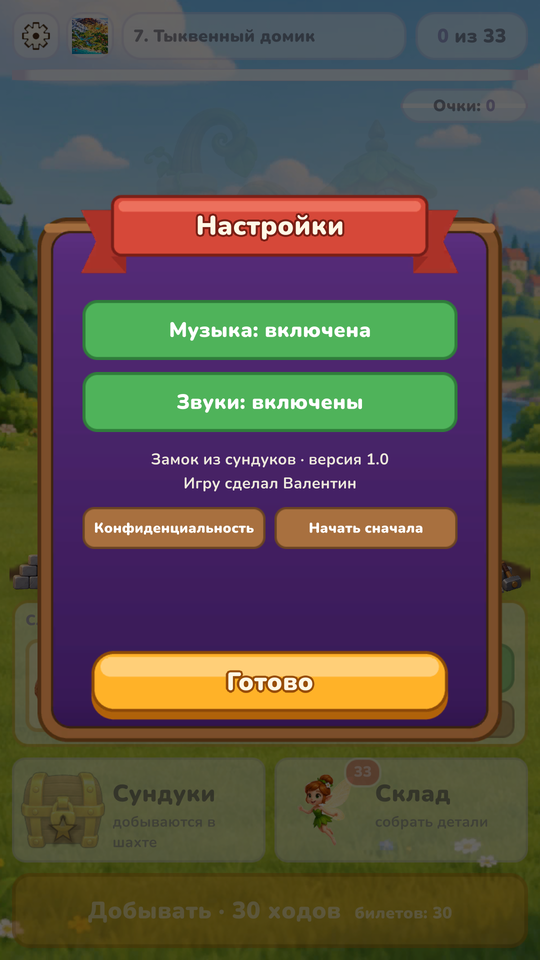 7. Тыквенный домик
0 из 33
Очки: 0
Настройки
Музыка: включена
Звуки: включены
Замок из сундуков · версия 1.0
Игру сделал Валентин
Конфиденциальность
Начать сначала
Готово
33
Сундуки
добываются в
шахте
Склад
собрать детали
Добывать · 30 ходов билетов: 30